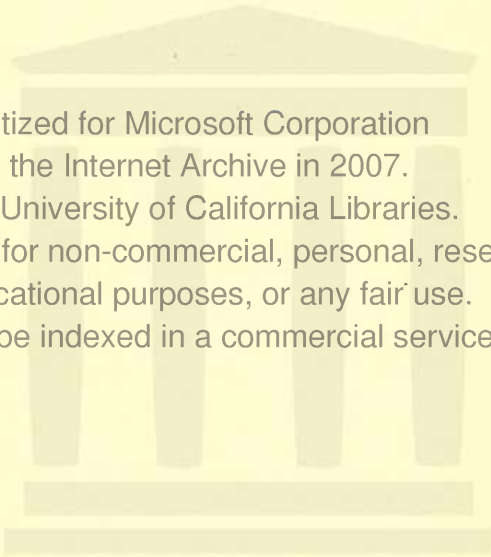 tized for Microsoft Corporation
the Internet Archive in 2007.
University of California Libraries.
for non-commercial, personal, rese
cational purposes, or any fair use.
be indexed in a commercial service